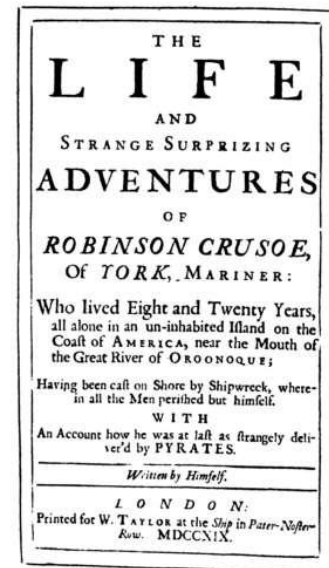 THE
LIFE
AND
STRANGE SURPRIZING
ADVENTURES
OF
ROBINSON CRUSOE,
Of YORK, MARINER:
Who lived Eight and Twenty Years,
all alone in an un-inhabited Iſland on the
Coaſt of AMERICA, near the Mouth of
the Great River of OROONOQUE;
Having been caſt on Shore by Shipwreck, where-
in all the Men periſhed but himſelf.
WITH
An Account how he was at laſt as ſtrangely deli-
ver'd by PYRATES.
Written by Himſelf.
LONDON:
Printed for W. TAYLOR at the Ship in Pater-Noſter-
Row. MDCCXIX.